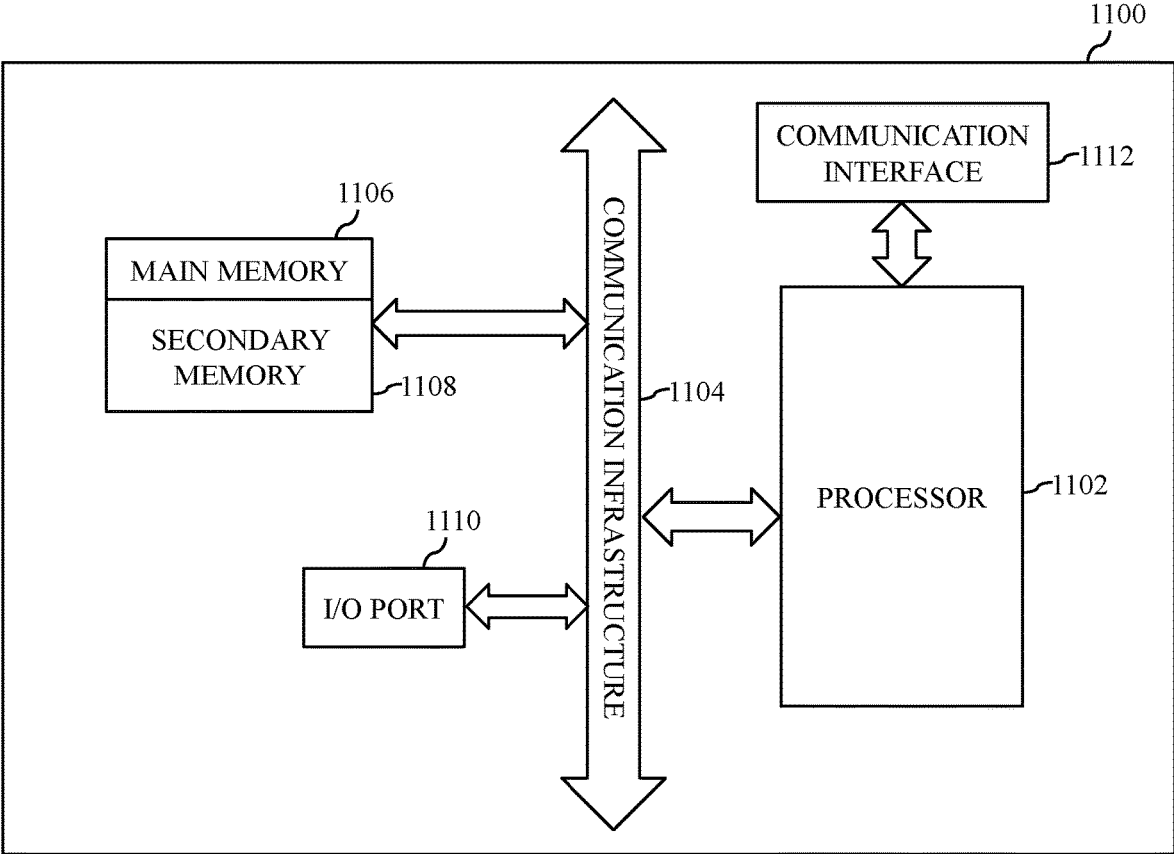 1100
COMMUNICATION
INTERFACE
1112
1106
MAIN MEMORY
SECONDARY
MEMORY
1108
COMMUNICATION INFRASTRUCTURE
1104
PROCESSOR
1102
1110
I/O PORT